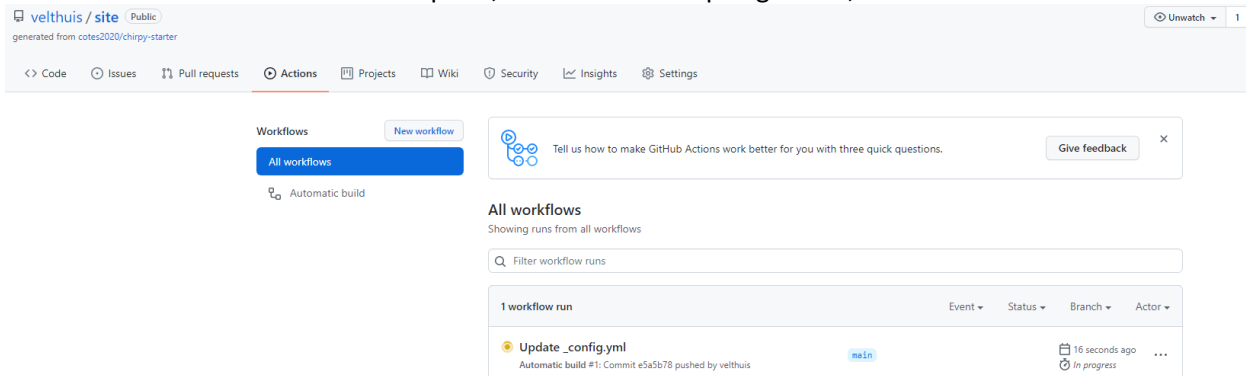 velthuis / site Public
Unwatch 1
generated from cotes2020/chirpy-starter
Code Issues Pull requests Actions Projects Wiki Security Insights Settings
Workflows New workflow
All workflows
Automatic build
Tell us how to make GitHub Actions work better for you with three quick questions. Give feedback
All workflows
Showing runs from all workflows
Filter workflow runs
1 workflow run Event Status Branch Actor
Update _config.yml
Automatic build #1: Commit e5a5b78 pushed by velthuis
main
16 seconds ago
In progress